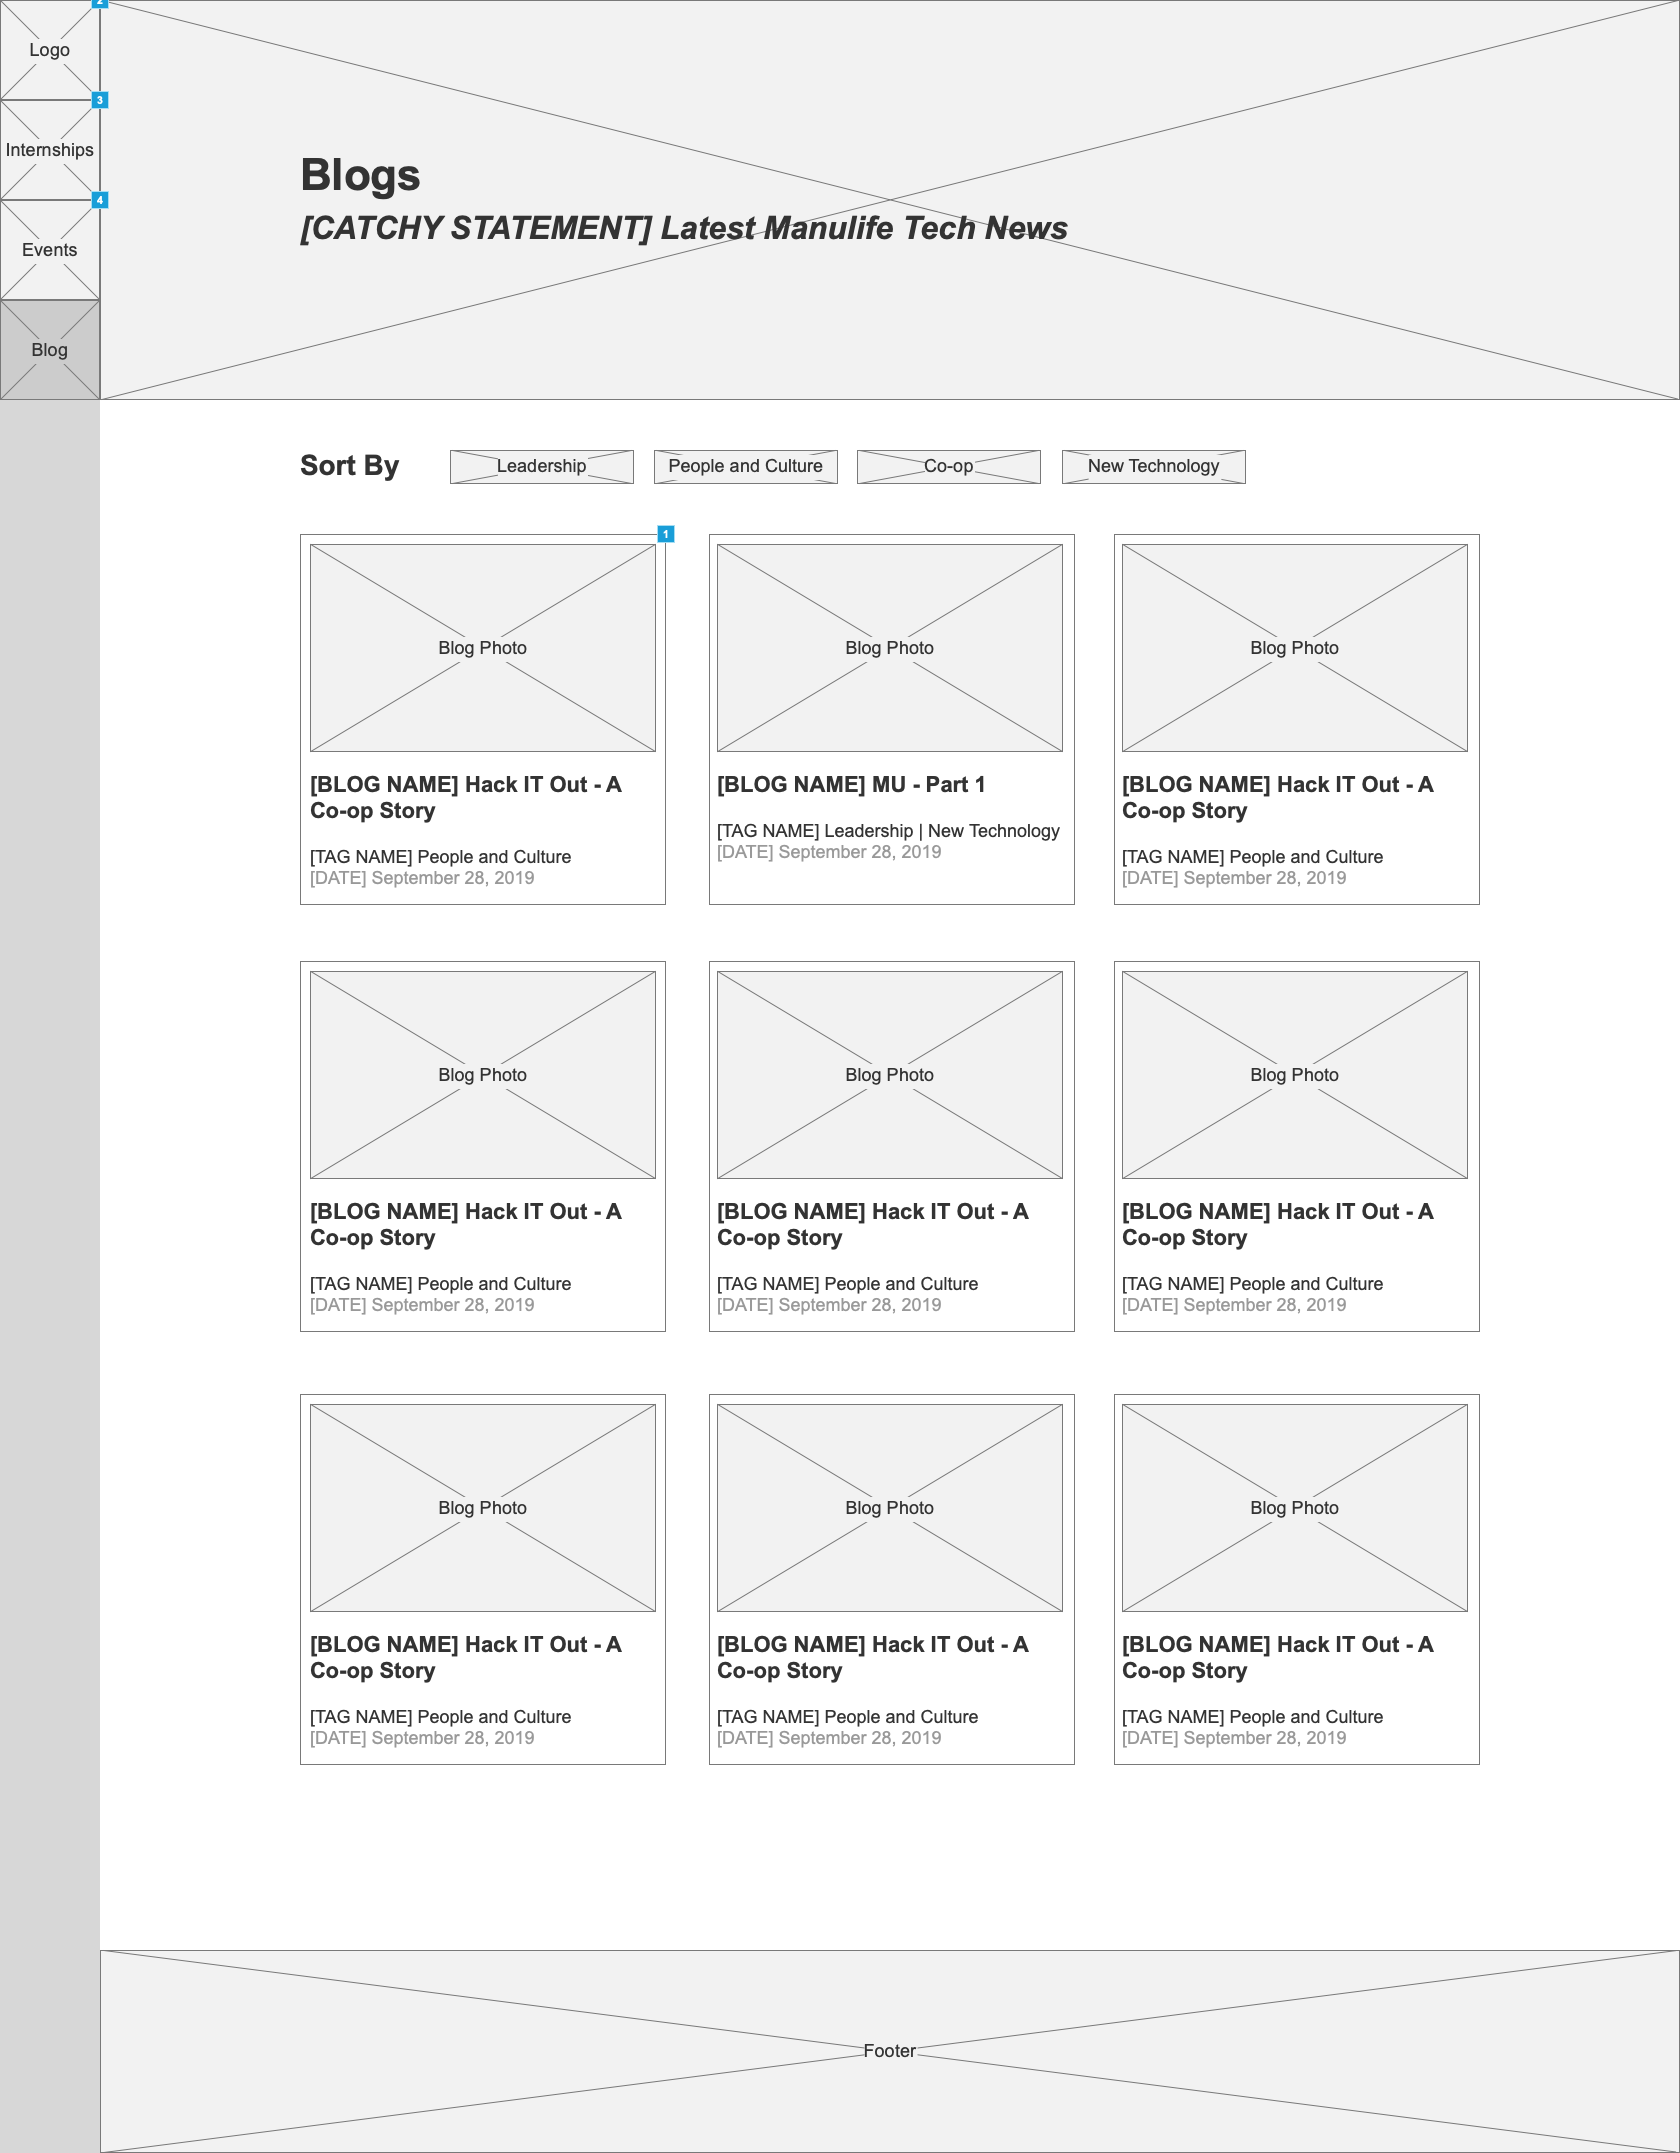 2
Logo
3
Internships
4
Events
Blog
Blogs
[CATCHY STATEMENT] Latest Manulife Tech News
Sort By
Leadership
People and Culture
Co-op
New Technology
1
Blog Photo
[BLOG NAME] Hack IT Out - A
Co-op Story
[TAG NAME] People and Culture
[DATE] September 28, 2019
Blog Photo
[BLOG NAME] MU - Part 1
[TAG NAME] Leadership | New Technology
[DATE] September 28, 2019
Blog Photo
[BLOG NAME] Hack IT Out - A
Co-op Story
[TAG NAME] People and Culture
[DATE] September 28, 2019
Blog Photo
[BLOG NAME] Hack IT Out - A
Co-op Story
[TAG NAME] People and Culture
[DATE] September 28, 2019
Blog Photo
[BLOG NAME] Hack IT Out - A
Co-op Story
[TAG NAME] People and Culture
[DATE] September 28, 2019
Blog Photo
[BLOG NAME] Hack IT Out - A
Co-op Story
[TAG NAME] People and Culture
[DATE] September 28, 2019
Blog Photo
[BLOG NAME] Hack IT Out - A
Co-op Story
[TAG NAME] People and Culture
[DATE] September 28, 2019
Blog Photo
[BLOG NAME] Hack IT Out - A
Co-op Story
[TAG NAME] People and Culture
[DATE] September 28, 2019
Blog Photo
[BLOG NAME] Hack IT Out - A
Co-op Story
[TAG NAME] People and Culture
[DATE] September 28, 2019
Footer